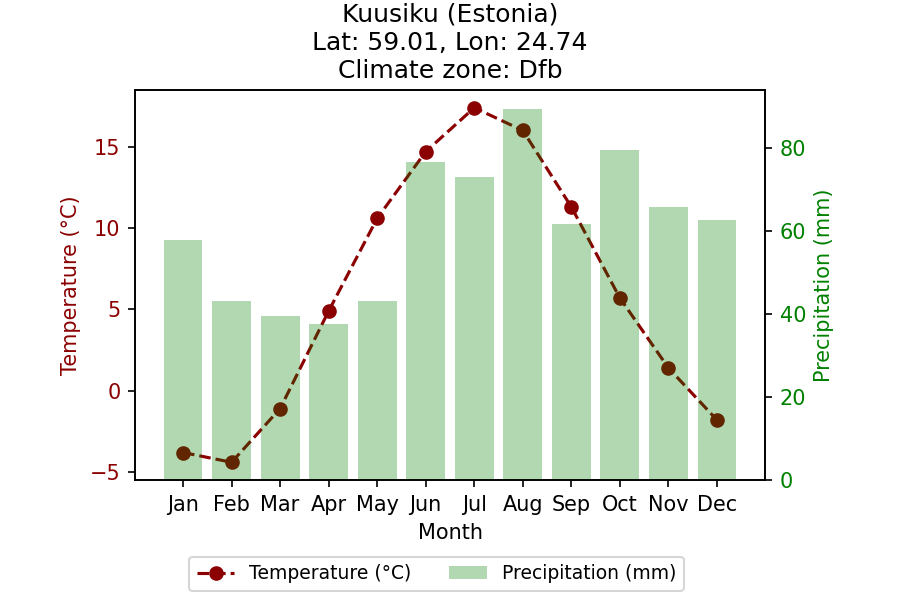 Kuusiku (Estonia)
Lat: 59.01, Lon: 24.74
Climate zone: Dfb
Temperature (°C)
15
10
5
0
−5
80
60
40
20
0
Precipitation (mm)
Jan Feb Mar Apr May Jun Jul Aug Sep Oct Nov Dec
Month
Temperature (°C) Precipitation (mm)